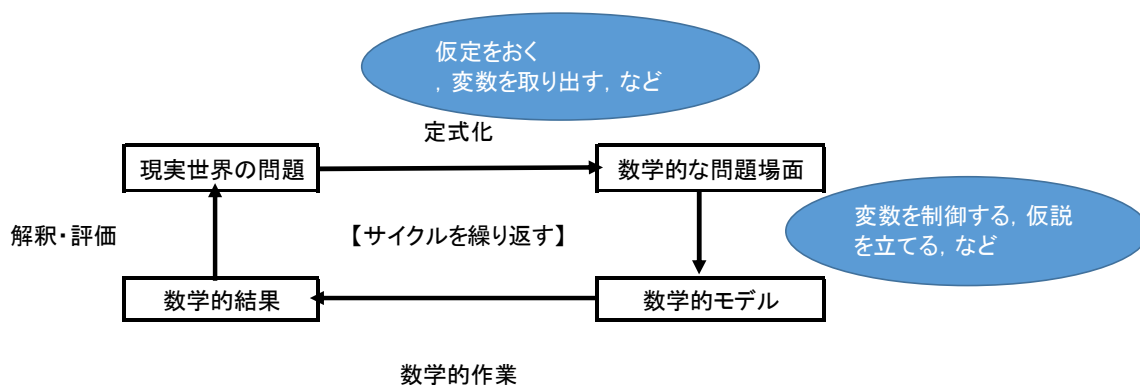 仮定をおく
，変数を取り出す，など
定式化
現実世界の問題
数学的な問題場面
変数を制御する，仮説
を立てる，など
解釈・評価
【サイクルを繰り返す】
数学的結果
数学的モデル
数学的作業